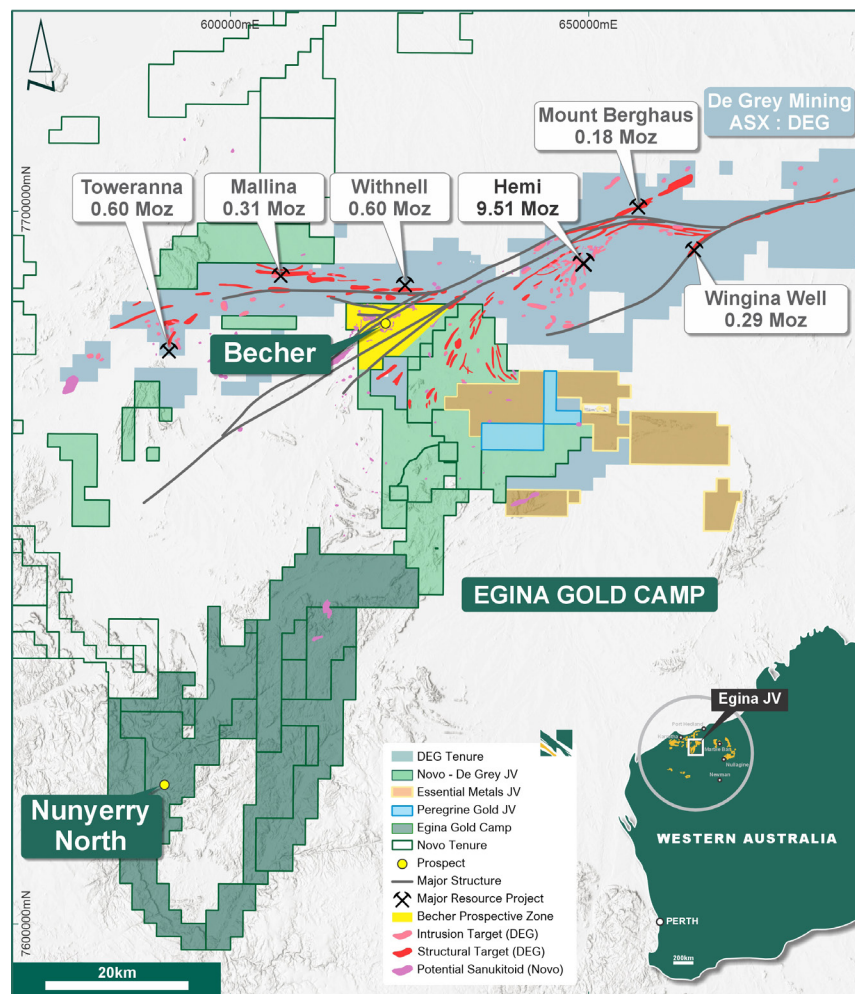 600000mE
650000mE
N
De Grey Mining
ASX : DEG
Mount Berghaus
0.18 Moz
Toweranna
0.60 Moz
Mallina
0.31 Moz
Withnell
0.60 Moz
Hemi
9.51 Moz
7700000mN
Wingina Well
0.29 Moz
Becher
EGINA GOLD CAMP
Egina JV
Port Hedland
Karratha
Marble Bar
Nullagine
Newman
WESTERN AUSTRALIA
PERTH
200km
Nunyerry
North
DEG Tenure
Novo - De Grey JV
Essential Metals JV
Peregrine Gold JV
Egina Gold Camp
Novo Tenure
Prospect
Major Structure
Major Resource Project
Becher Prospective Zone
Intrusion Target (DEG)
Structural Target (DEG)
Potential Sanukitoid (Novo)
7600000mN
20km